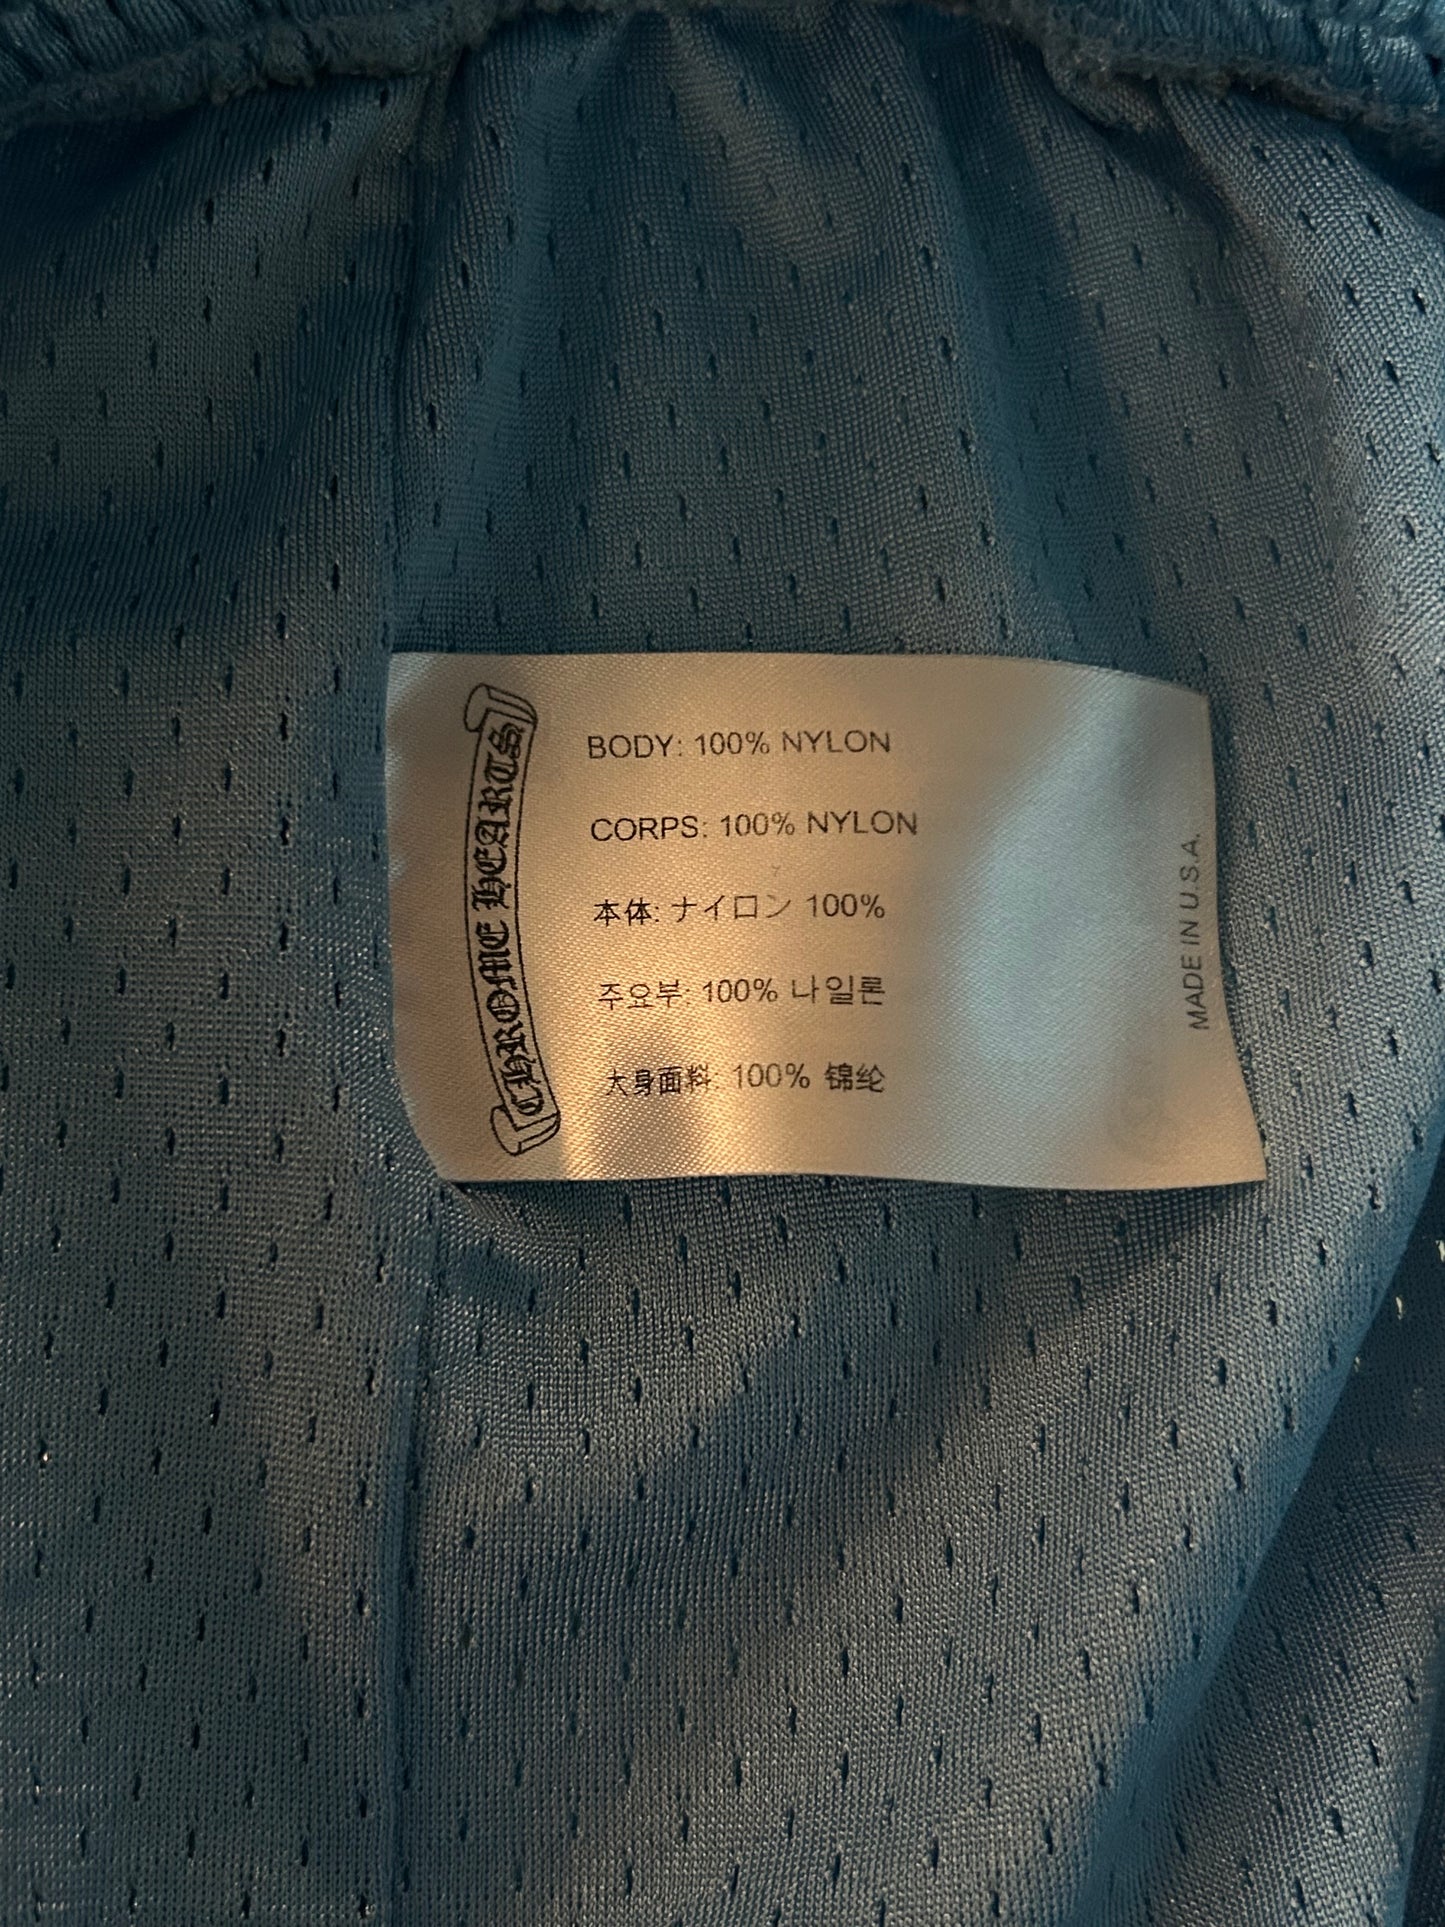 CHROME HEARTS
BODY: 100% NYLON
CORPS: 100% NYLON
本体: ナイロン 100%
주요부: 100% 나일론
大身面料: 100% 锦纶
MADE IN U.S.A.